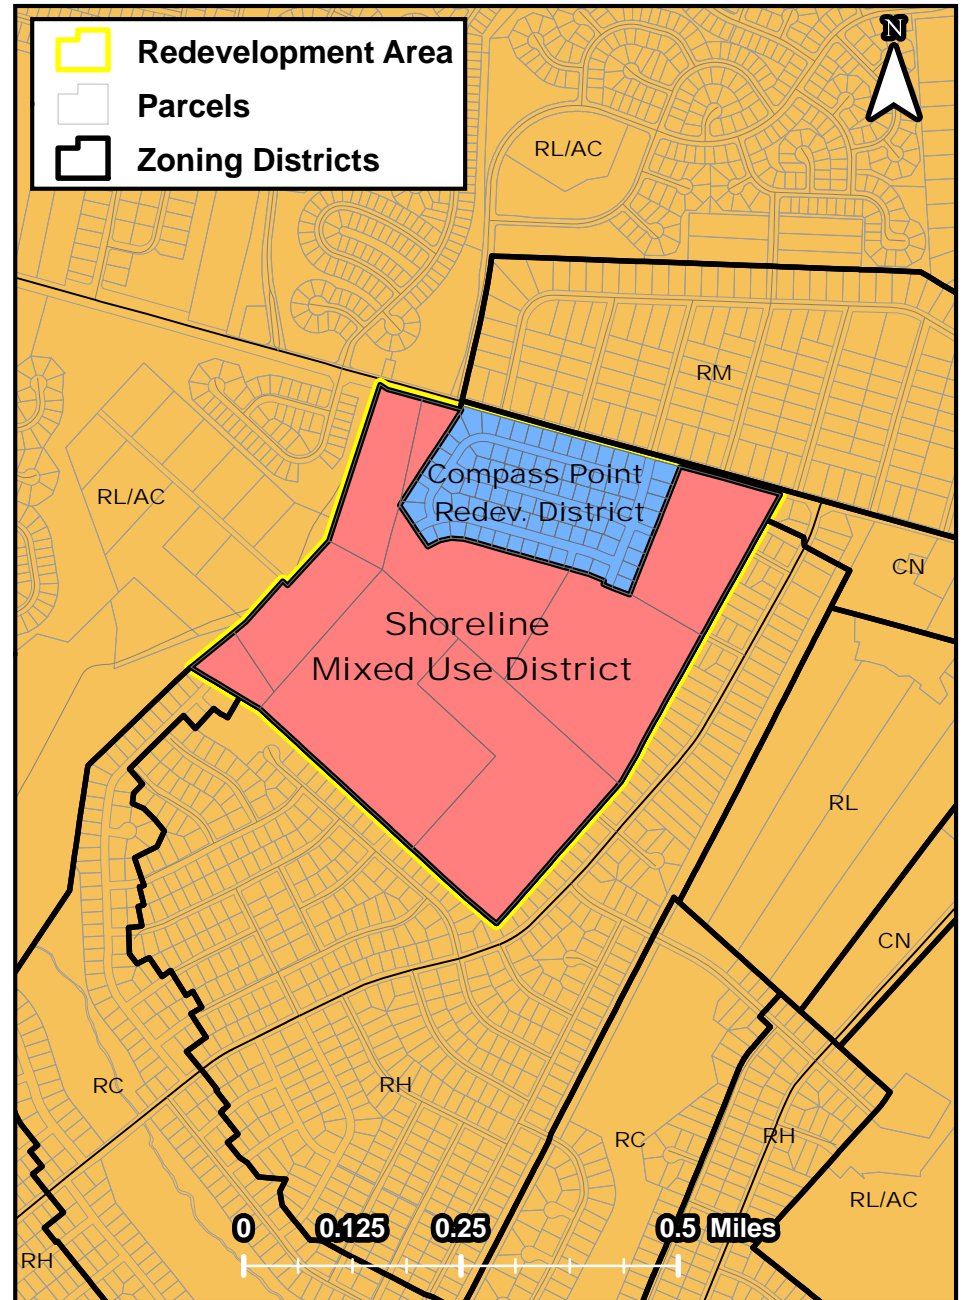 Redevelopment Area
Parcels
Zoning Districts
N
RL/AC
RM
Compass Point
Redev. District
RL/AC
CN
Shoreline
Mixed Use District
RL
CN
RC
RH
RC
RH
RL/AC
RH
0 0.125 0.25 0.5 Miles